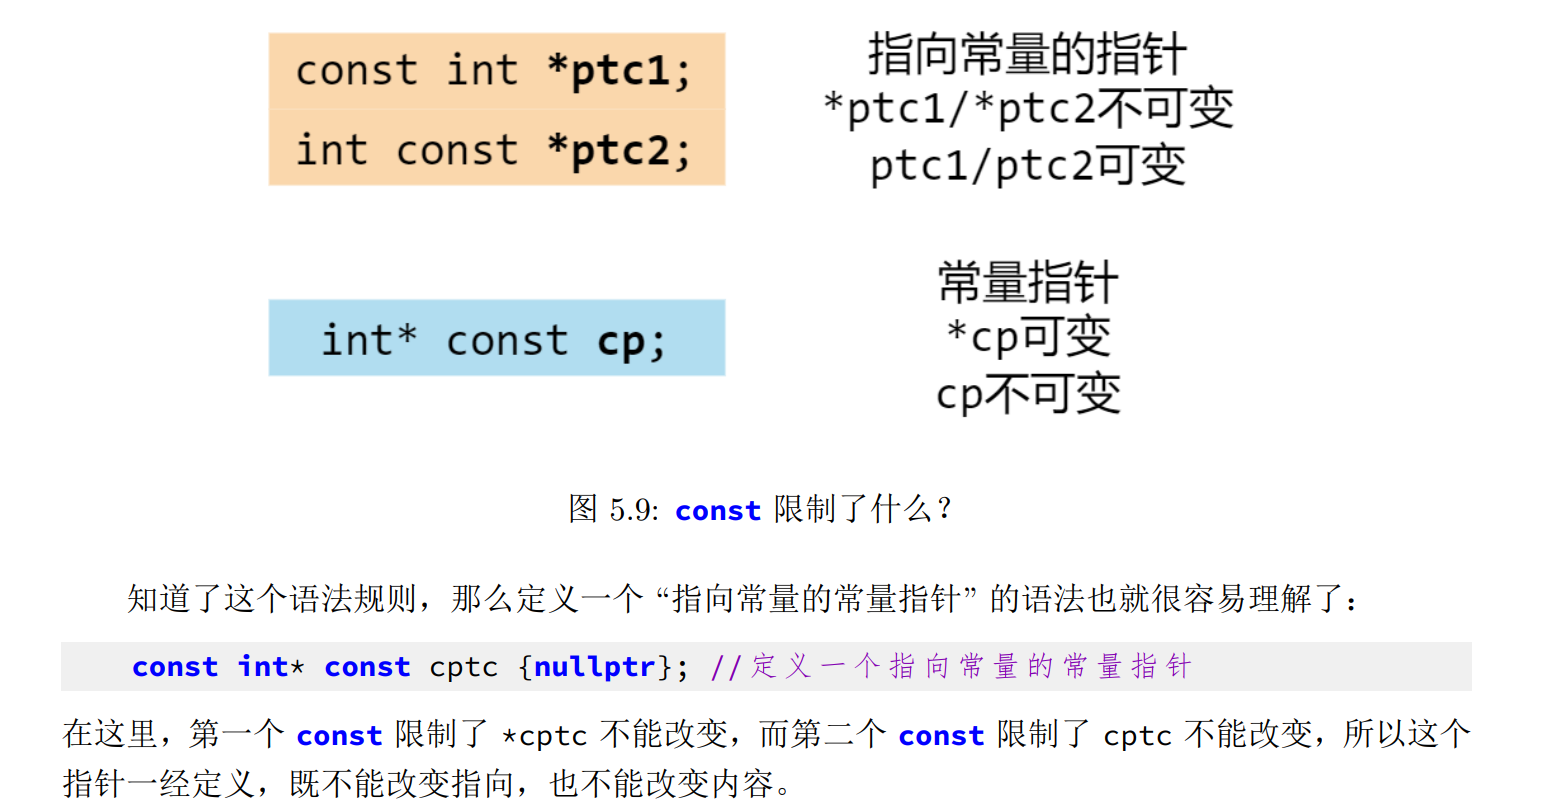 const int *ptc1;
int const *ptc2;
指向常量的指针
*ptc1/*ptc2不可变
ptc1/ptc2可变
int* const cp;
常量指针
*cp可变
cp不可变
图 5.9: const 限制了什么？
知道了这个语法规则，那么定义一个 “指向常量的常量指针” 的语法也就很容易理解了：
const int* const cptc {nullptr}; //定义一个指向常量的常量指针
在这里，第一个 const 限制了 *cptc 不能改变，而第二个 const 限制了 cptc 不能改变，所以这个
指针一经定义，既不能改变指向，也不能改变内容。